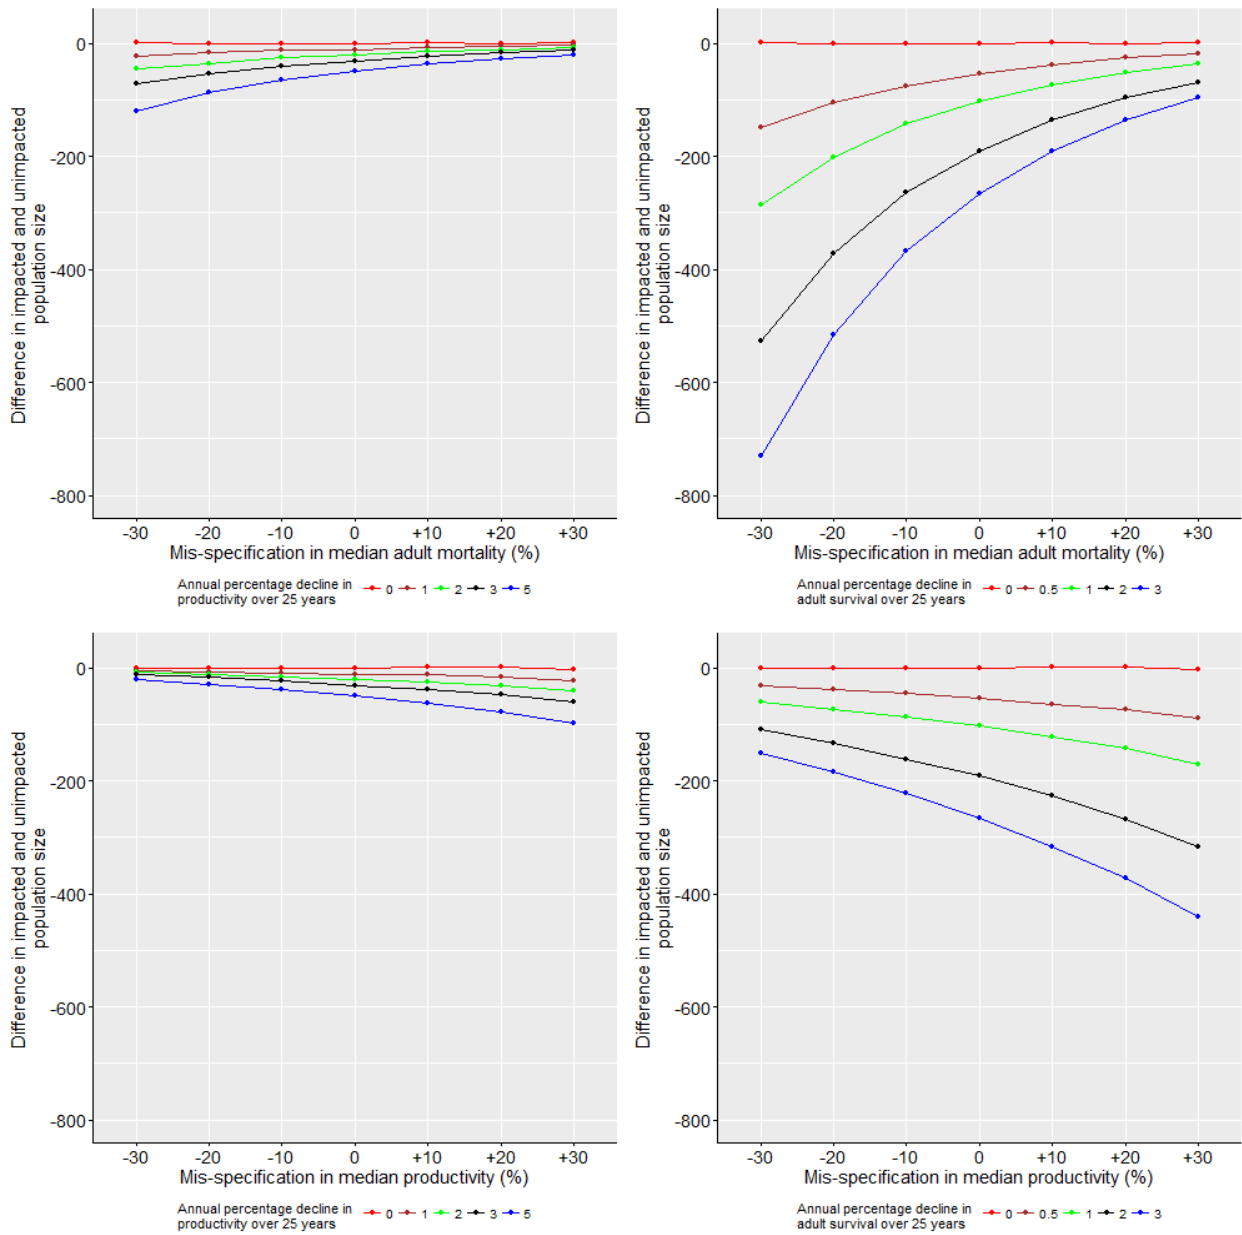 Difference in impacted and unimpacted
population size
-0
-200
-400
-600
-800
-30 -20 -10 0 +10 +20 +30
Mis-specification in median adult mortality (%)
Annual percentage decline in
productivity over 25 years
0 1 2 3 5
Difference in impacted and unimpacted
population size
-0
-200
-400
-600
-800
-30 -20 -10 0 +10 +20 +30
Mis-specification in median adult mortality (%)
Annual percentage decline in
adult survival over 25 years
0 0.5 1 2 3
Difference in impacted and unimpacted
population size
0
-200
-400
-600
-800
-30 -20 -10 0 +10 +20 +30
Mis-specification in median productivity (%)
Annual percentage decline in
productivity over 25 years
0 1 2 3 5
Difference in impacted and unimpacted
population size
0
-200
-400
-600
-800
-30 -20 -10 0 +10 +20 +30
Mis-specification in median productivity (%)
Annual percentage decline in
adult survival over 25 years
0 0.5 1 2 3